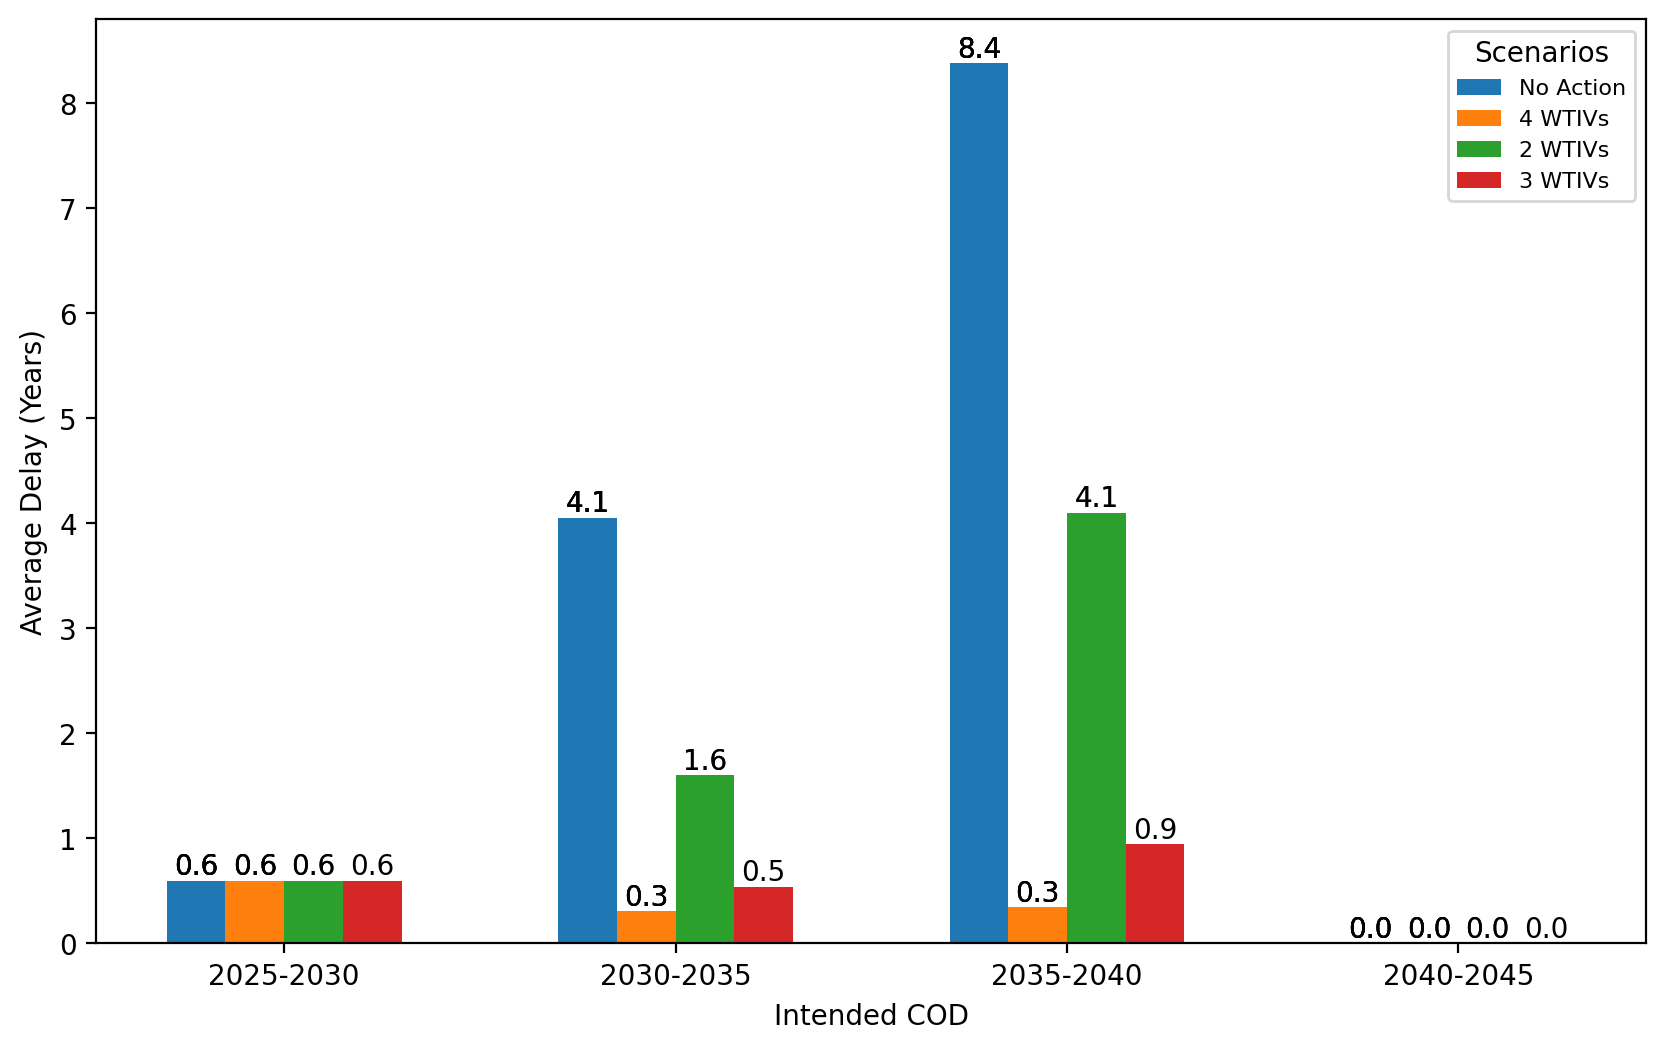 Scenarios
No Action
4 WTIVs
2 WTIVs
3 WTIVs
Average Delay (Years)
8
7
6
5
4
3
2
1
0
0.6 0.6 0.6 0.6
4.1
0.3
1.6
0.5
8.4
0.3
4.1
0.9
0.0 0.0 0.0 0.0
2025-2030 2030-2035 2035-2040 2040-2045
Intended COD